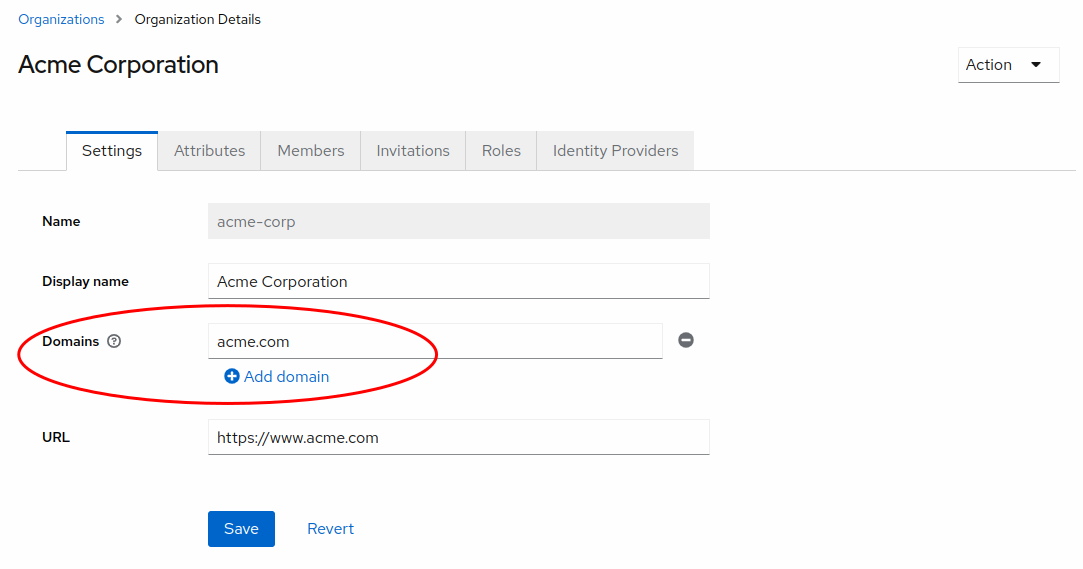 Organizations > Organization Details
Acme Corporation
Action
Settings Attributes Members Invitations Roles Identity Providers
Name acme-corp
Display name Acme Corporation
Domains ? acme.com
Add domain
URL https://www.acme.com
Save Revert